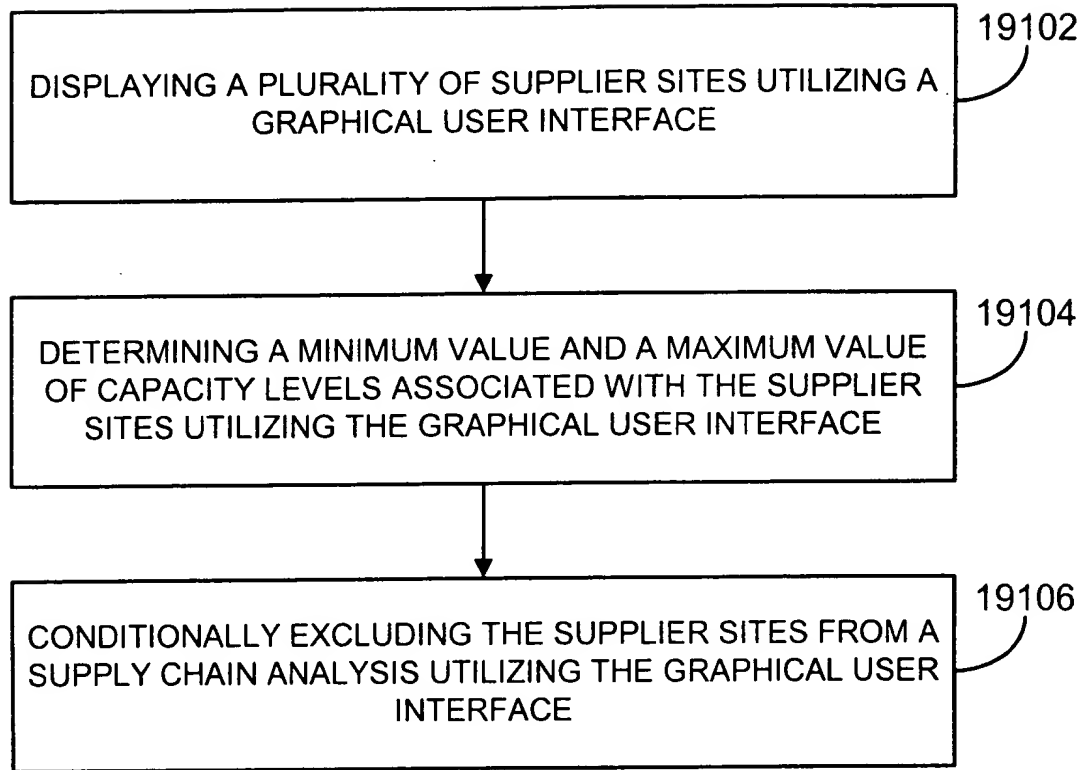 19102
DISPLAYING A PLURALITY OF SUPPLIER SITES UTILIZING A
GRAPHICAL USER INTERFACE
19104
DETERMINING A MINIMUM VALUE AND A MAXIMUM VALUE
OF CAPACITY LEVELS ASSOCIATED WITH THE SUPPLIER
SITES UTILIZING THE GRAPHICAL USER INTERFACE
19106
CONDITIONALLY EXCLUDING THE SUPPLIER SITES FROM A
SUPPLY CHAIN ANALYSIS UTILIZING THE GRAPHICAL USER
INTERFACE